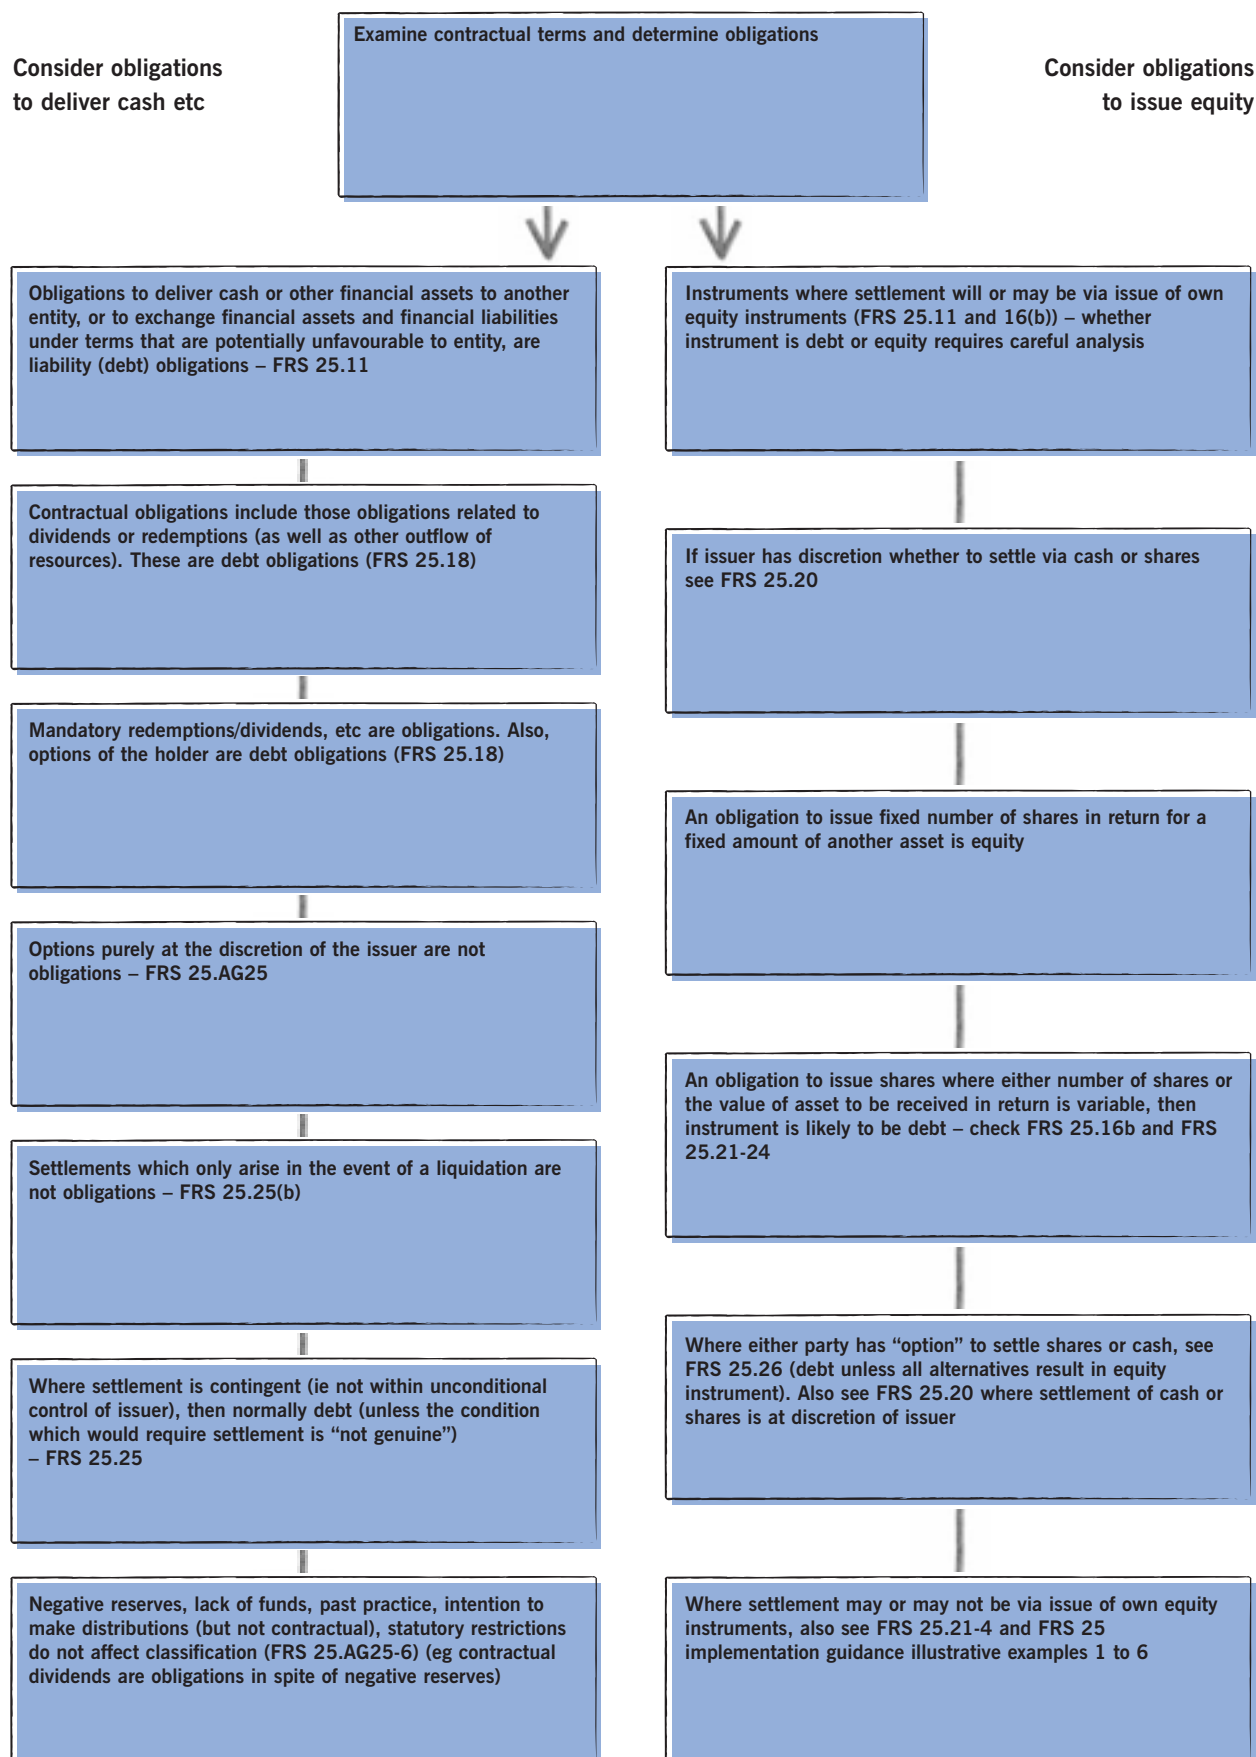 Examine contractual terms and determine obligations
Consider obligations
to deliver cash etc
Consider obligations
to issue equity
Obligations to deliver cash or other financial assets to another
entity, or to exchange financial assets and financial liabilities
under terms that are potentially unfavourable to entity, are
liability (debt) obligations – FRS 25.11
Contractual obligations include those obligations related to
dividends or redemptions (as well as other outflow of
resources). These are debt obligations (FRS 25.18)
Mandatory redemptions/dividends, etc are obligations. Also,
options of the holder are debt obligations (FRS 25.18)
Options purely at the discretion of the issuer are not
obligations – FRS 25.AG25
Settlements which only arise in the event of a liquidation are
not obligations – FRS 25.25(b)
Where settlement is contingent (ie not within unconditional
control of issuer), then normally debt (unless the condition
which would require settlement is “not genuine”)
– FRS 25.25
Negative reserves, lack of funds, past practice, intention to
make distributions (but not contractual), statutory restrictions
do not affect classification (FRS 25.AG25-6) (eg contractual
dividends are obligations in spite of negative reserves)
Instruments where settlement will or may be via issue of own
equity instruments (FRS 25.11 and 16(b)) – whether
instrument is debt or equity requires careful analysis
If issuer has discretion whether to settle via cash or shares
see FRS 25.20
An obligation to issue fixed number of shares in return for a
fixed amount of another asset is equity
An obligation to issue shares where either number of shares or
the value of asset to be received in return is variable, then
instrument is likely to be debt – check FRS 25.16b and FRS
25.21-24
Where either party has “option” to settle shares or cash, see
FRS 25.26 (debt unless all alternatives result in equity
instrument). Also see FRS 25.20 where settlement of cash or
shares is at discretion of issuer
Where settlement may or may not be via issue of own equity
instruments, also see FRS 25.21-4 and FRS 25
implementation guidance illustrative examples 1 to 6